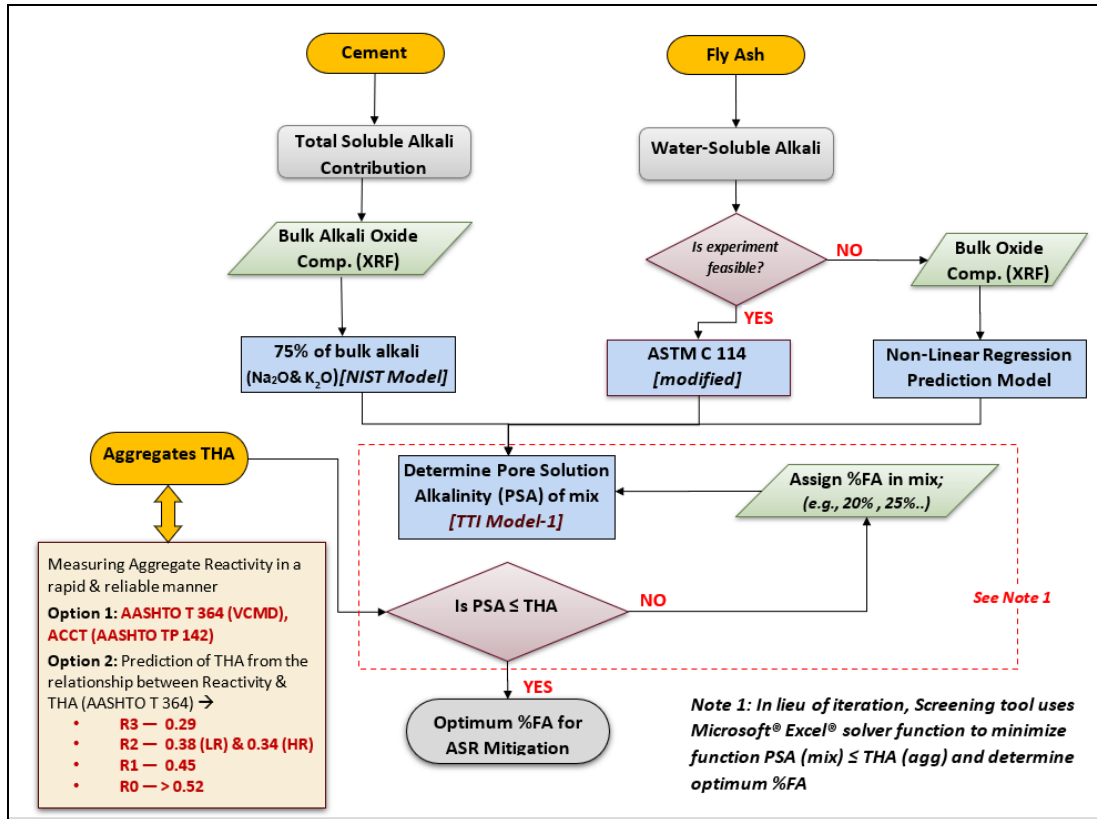 Cement
Fly Ash
Total Soluble Alkali
Contribution
Water-Soluble Alkali
Bulk Alkali Oxide
Comp. (XRF)
Is experiment
feasible?
NO
Bulk Oxide
Comp. (XRF)
YES
75% of bulk alkali
(Na₂O& K₂O)[NIST Model]
ASTM C 114
[modified]
Non-Linear Regression
Prediction Model
Aggregates THA
Determine Pore Solution
Alkalinity (PSA) of mix
[TTI Model-1]
Assign %FA in mix;
(e.g., 20% , 25%..)
Measuring Aggregate Reactivity in a
rapid & reliable manner
Option 1: AASHTO T 364 (VCMD),
ACCT (AASHTO TP 142)
Option 2: Prediction of THA from the
relationship between Reactivity &
THA (AASHTO T 364) →
• R3 — 0.29
• R2 — 0.38 (LR) & 0.34 (HR)
• R1 — 0.45
• R0 — > 0.52
Is PSA ≤ THA
NO
See Note 1
YES
Optimum %FA for
ASR Mitigation
Note 1: In lieu of iteration, Screening tool uses
Microsoft® Excel® solver function to minimize
function PSA (mix) ≤ THA (agg) and determine
optimum %FA